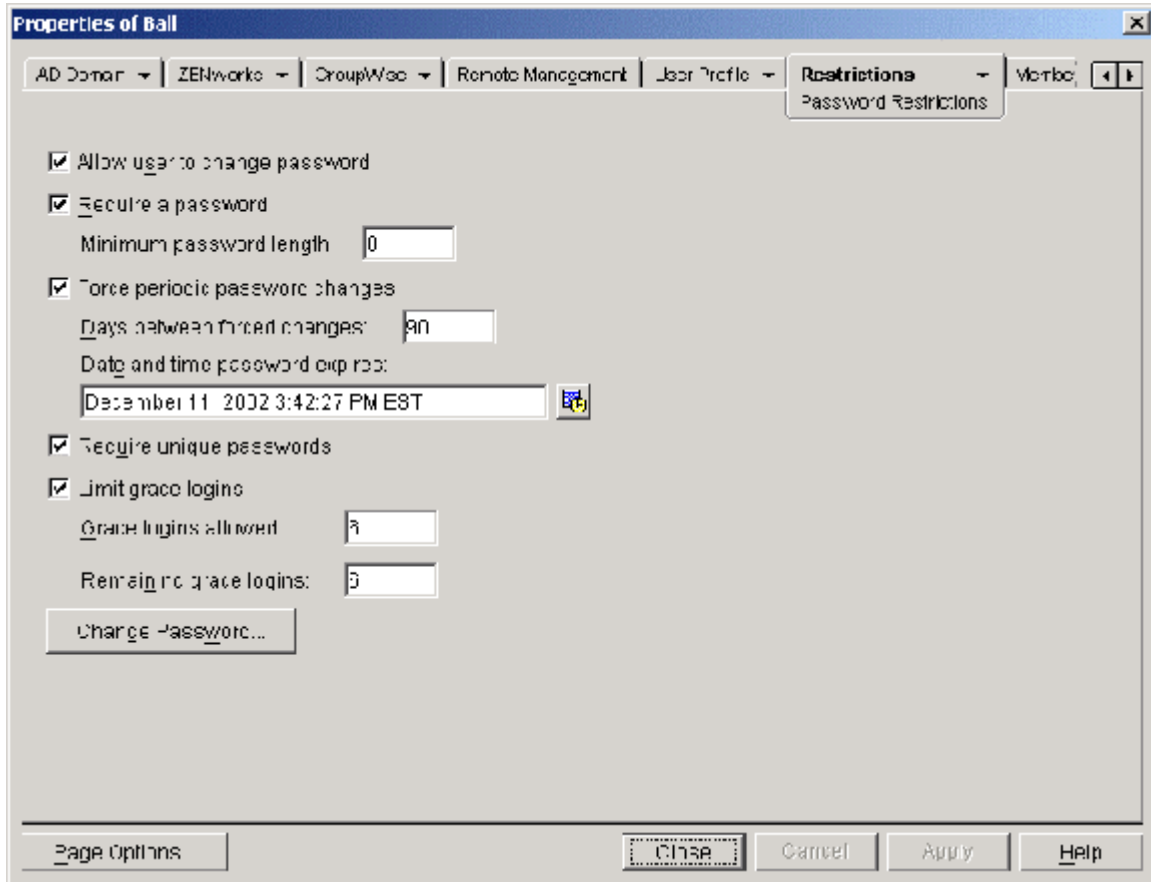 Properties of Ball
AD Domain ZENworks GroupWise Remote Management User Profile Restrictions
Password Restrictions
Allow user to change password
Require a password
Minimum password length
0
Force periodic password changes
Days between forced changes:
90
Date and time password expires:
December 11, 2002 3:42:27 PM EST
Require unique passwords
Limit grace logins
Grace logins allowed
6
Remaining grace logins:
6
Change Password...
Page Options Close Cancel Apply Help